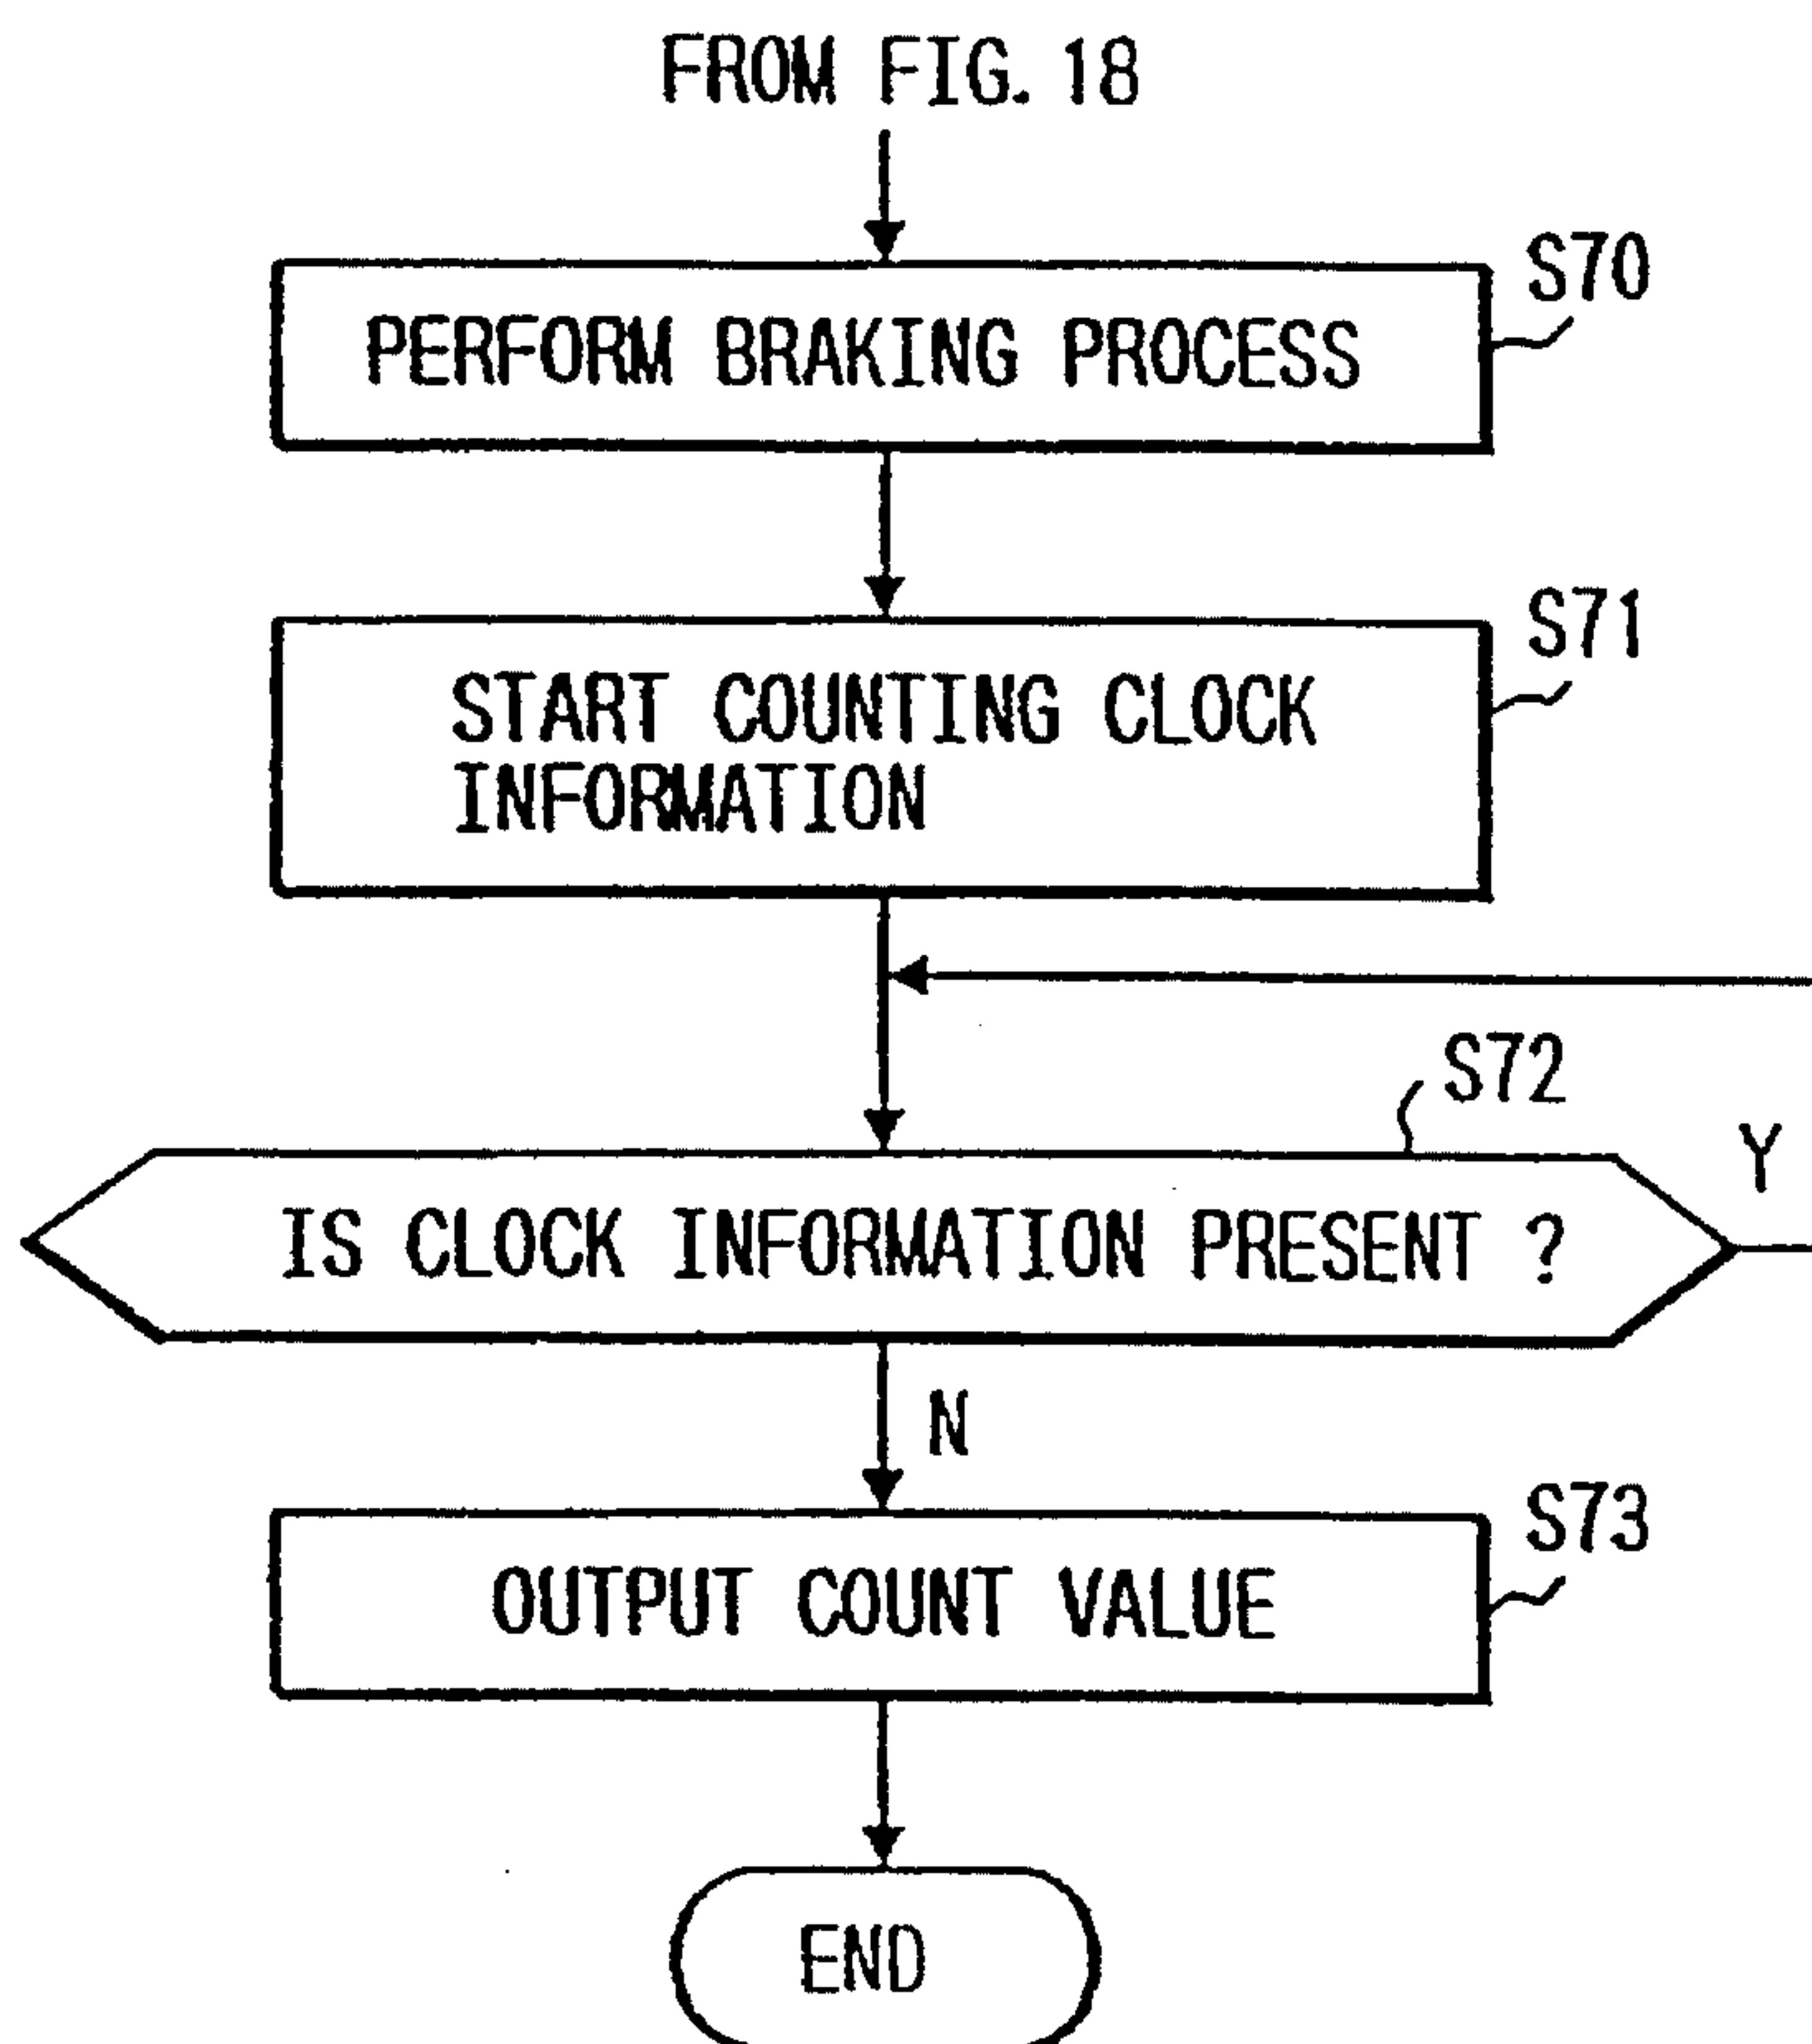 FROM FIG. 18
S70
PERFORM BRAKING PROCESS
S71
START COUNTING CLOCK
INFORMATION
S72
Y
IS CLOCK INFORMATION PRESENT ?
N
S73
OUTPUT COUNT VALUE
END